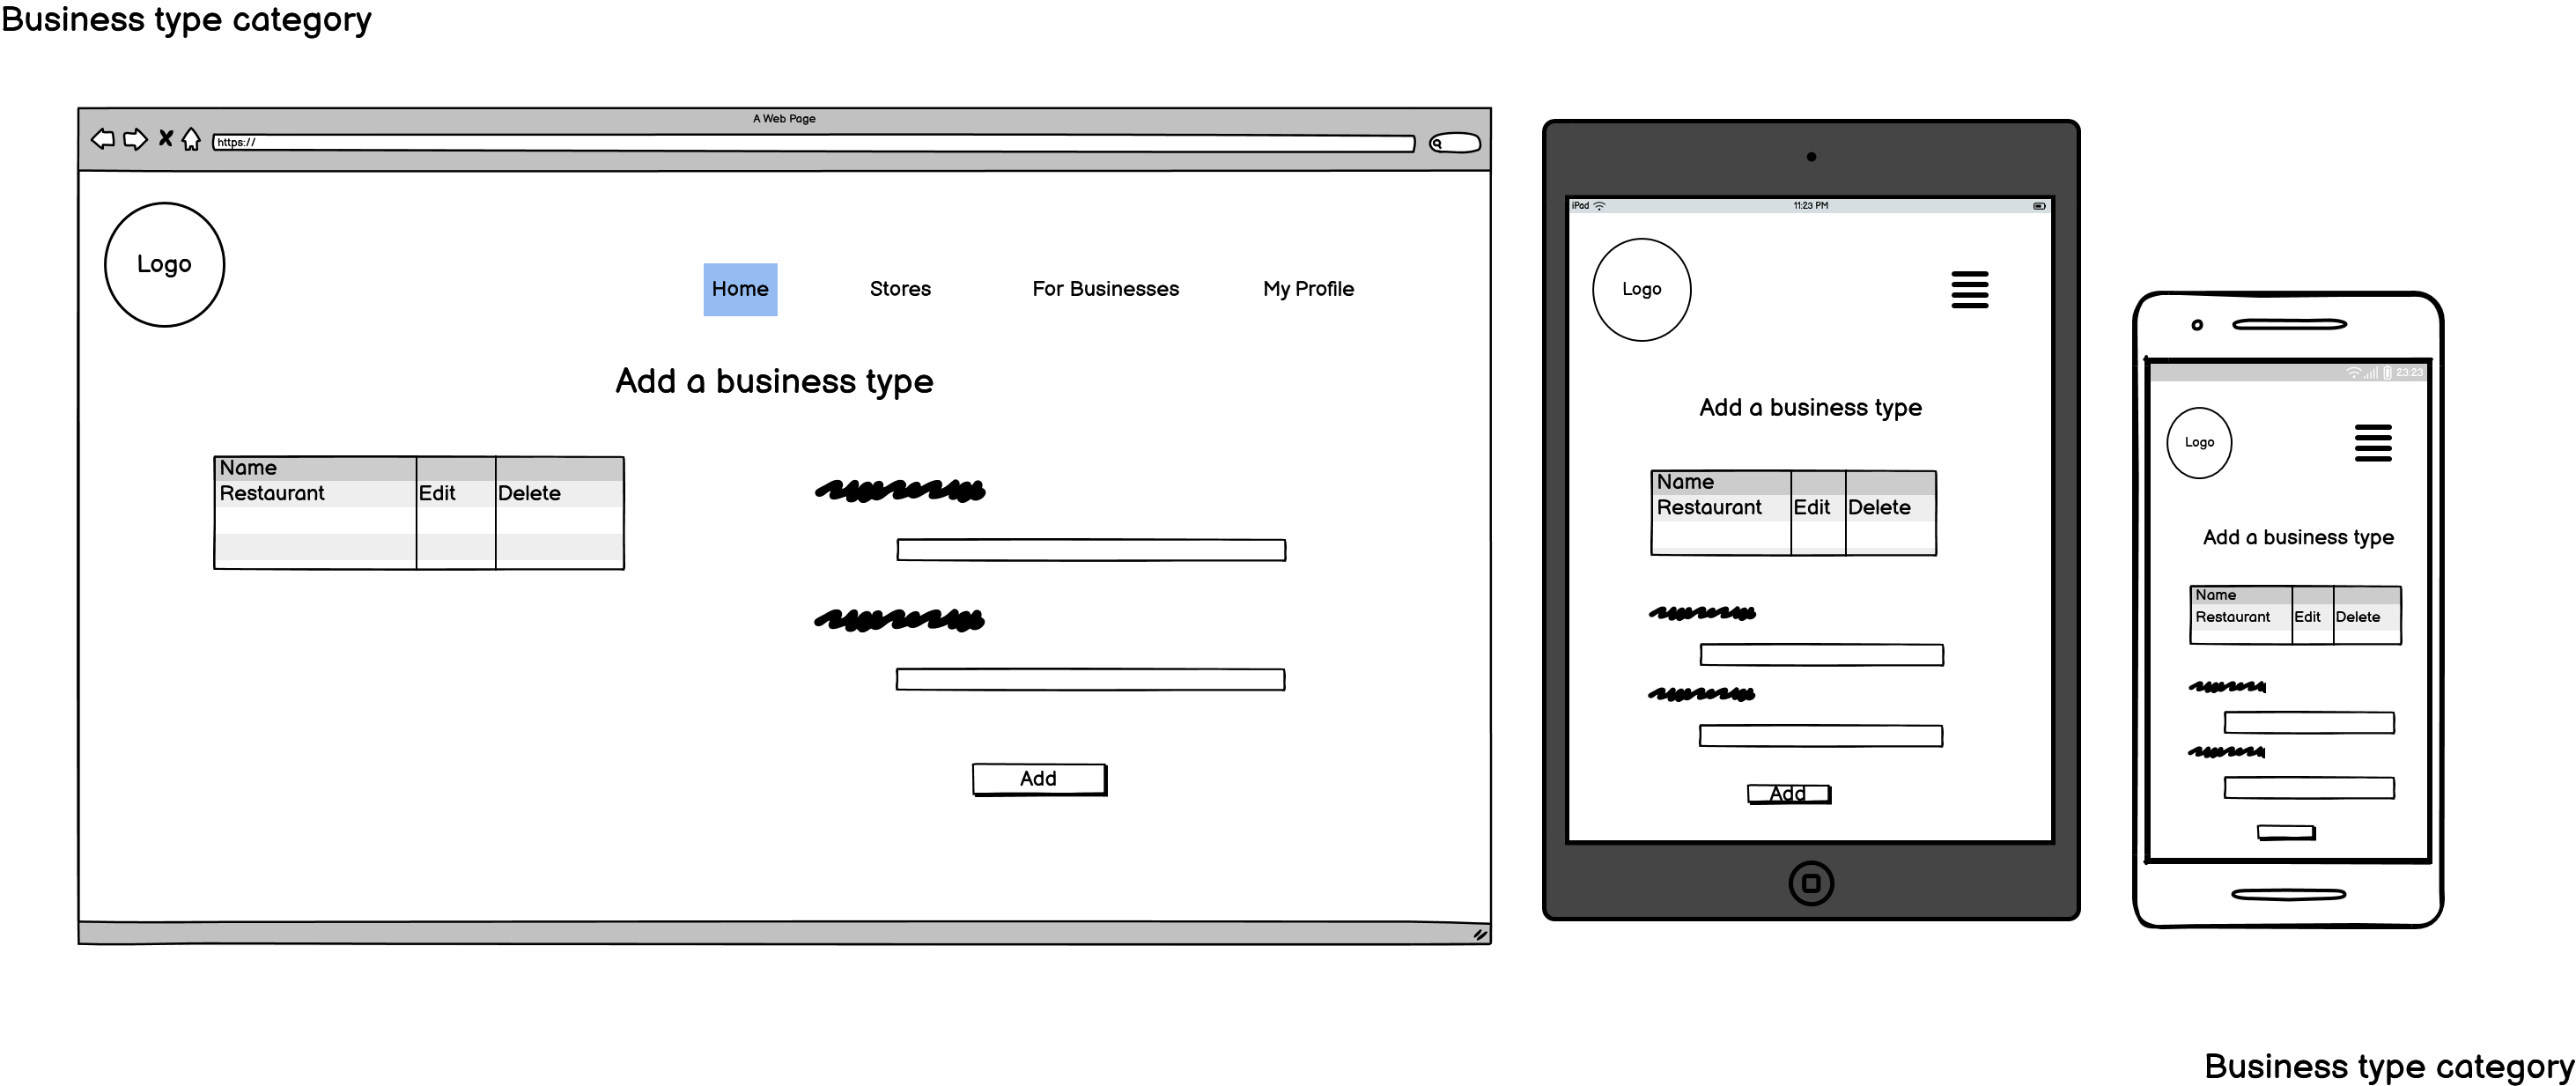 Business type category
A Web Page
https://
Logo
Home Stores For Businesses My Profile
Add a business type
Name
Restaurant Edit Delete
Add
iPad 11:23 PM
Logo
Add a business type
Name
Restaurant Edit Delete
Add
23:23
Logo
Add a business type
Name
Restaurant Edit Delete
Business type category